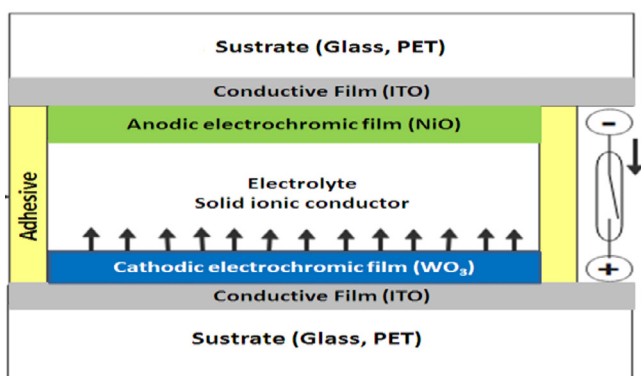 Sustrate (Glass, PET)
Conductive Film (ITO)
Anodic electrochromic film (NiO)
-
Electrolyte
Solid ionic conductor
Adhesive
Cathodic electrochromic film (WO₃)
+
Conductive Film (ITO)
Sustrate (Glass, PET)